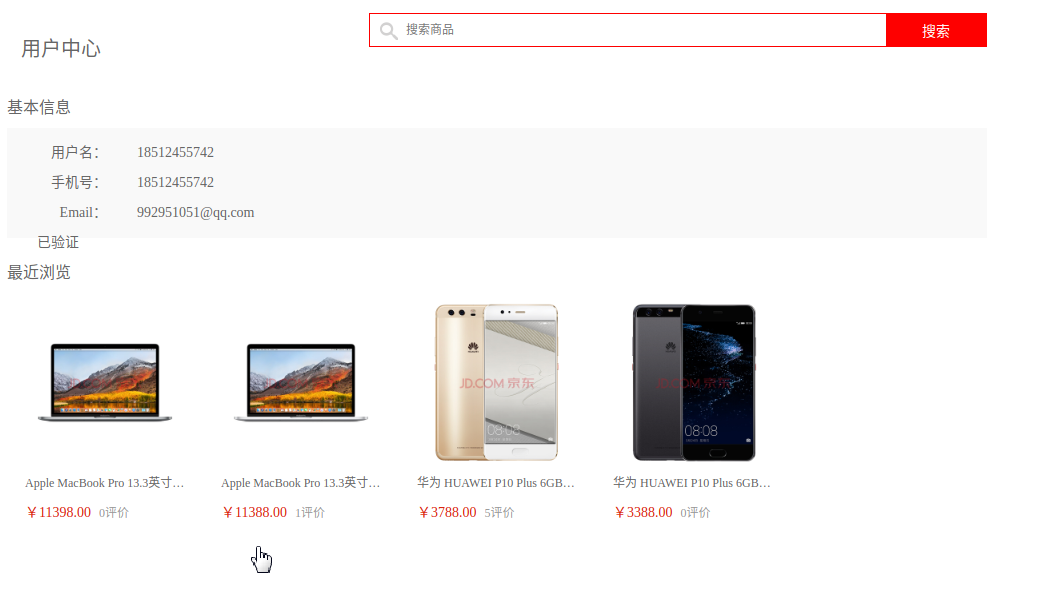 搜索商品
搜索
用户中心
基本信息
用户名： 18512455742
手机号： 18512455742
Email： 992951051@qq.com
已验证
最近浏览
JD.COM 京东
JD.COM 京东
08:08
08:08
HUAWEI
Apple MacBook Pro 13.3英寸… Apple MacBook Pro 13.3英寸… 华为 HUAWEI P10 Plus 6GB… 华为 HUAWEI P10 Plus 6GB…
￥11398.00 0评价 ￥11388.00 1评价 ￥3788.00 5评价 ￥3388.00 0评价